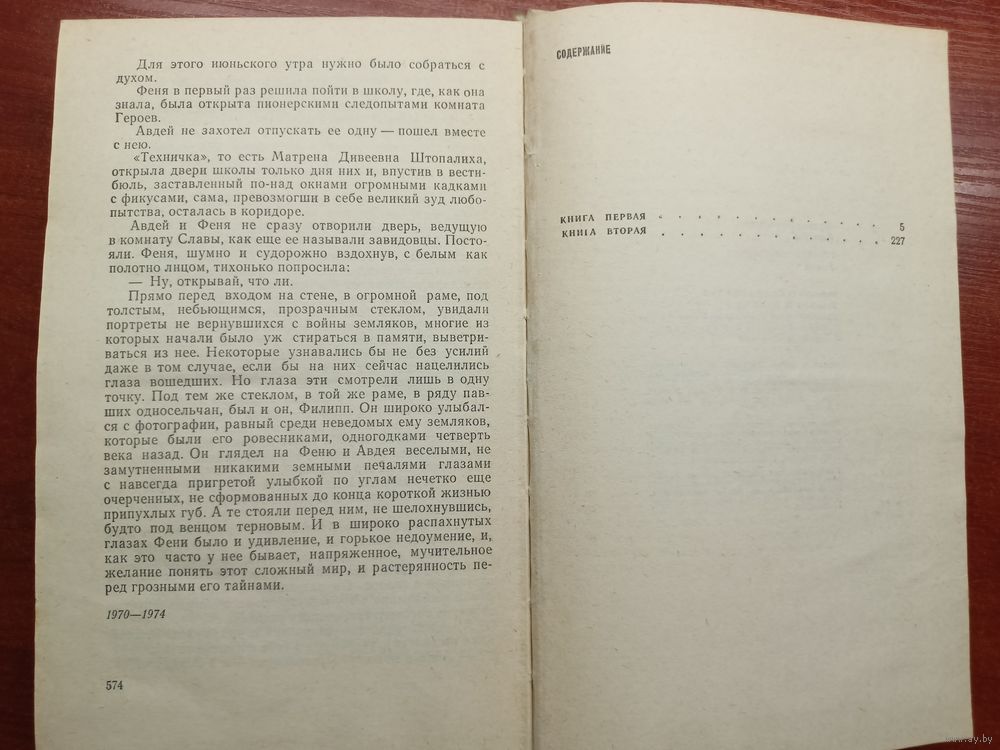 Для этого июньского утра нужно было собраться с
духом.
Феня в первый раз решила пойти в школу, где, как она
знала, была открыта пионерскими следопытами комната
Героев.
Авдей не захотел отпускать ее одну — пошел вместе
с нею.
«Техничка», то есть Матрена Дивеевна Штопалиха,
открыла двери школы только дня них и, впустив в вести-
бюль, заставленный по-над окнами огромными кадками
с фикусами, сама, превозмогши в себе великий зуд любо-
пытства, осталась в коридоре.
Авдей и Феня не сразу отворили дверь, ведущую
в комнату Славы, как еще ее называли завидовцы. Посто-
яли. Феня, шумно и судорожно вздохнув, с белым как
полотно лицом, тихонько попросила:
— Ну, открывай, что ли.
Прямо перед входом на стене, в огромной раме, под
толстым, небьющимся, прозрачным стеклом, увидали
портреты не вернувшихся с войны земляков, многие из
которых начали было уж стираться в памяти, выветри-
ваться из нее. Некоторые узнавались бы не без усилий
даже в том случае, если бы на них сейчас нацелились
глаза вошедших. Но глаза эти смотрели лишь в одну
точку. Под тем же стеклом, в той же раме, в ряду пав-
ших односельчан, был и он, Филипп. Он широко улыбал-
ся с фотографии, равный среди неведомых ему земляков,
которые были его ровесниками, одногодками четверть
века назад. Он глядел на Феню и Авдея веселыми, не
замутненными никакими земными печалями глазами
с навсегда пригретой улыбкой по углам нечетко еще
очерченных, не сформованных до конца короткой жизнью
припухлых губ. А те стояли перед ним, не шелохнувшись,
будто под венцом терновым. И в широко распахнутых
глазах Фени было и удивление, и горькое недоумение, и,
как это часто у нее бывает, напряженное, мучительное
желание понять этот сложный мир, и растерянность пе-
ред грозными его тайнами.
1970—1974
574
СОДЕРЖАНИЕ
КНИГА ПЕРВАЯ . . . . . . . . . . . . 5
КНИГА ВТОРАЯ . . . . . . . . . . . . 227
www.ay.by